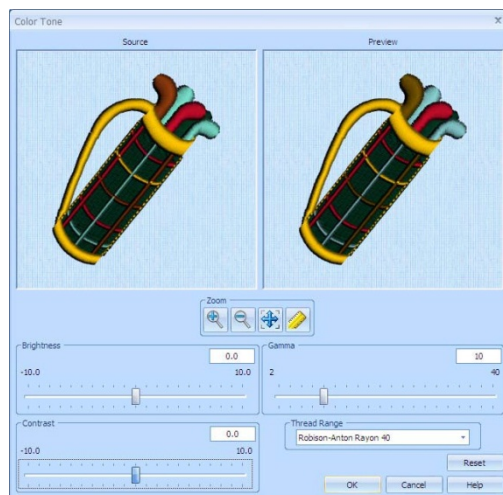 Color Tone
Source
Preview
Zoom
Brightness
0.0
-10.0
10.0
Gamma
10
2
40
Contrast
0.0
-10.0
10.0
Thread Range
Robison-Anton Rayon 40
Reset
OK
Cancel
Help